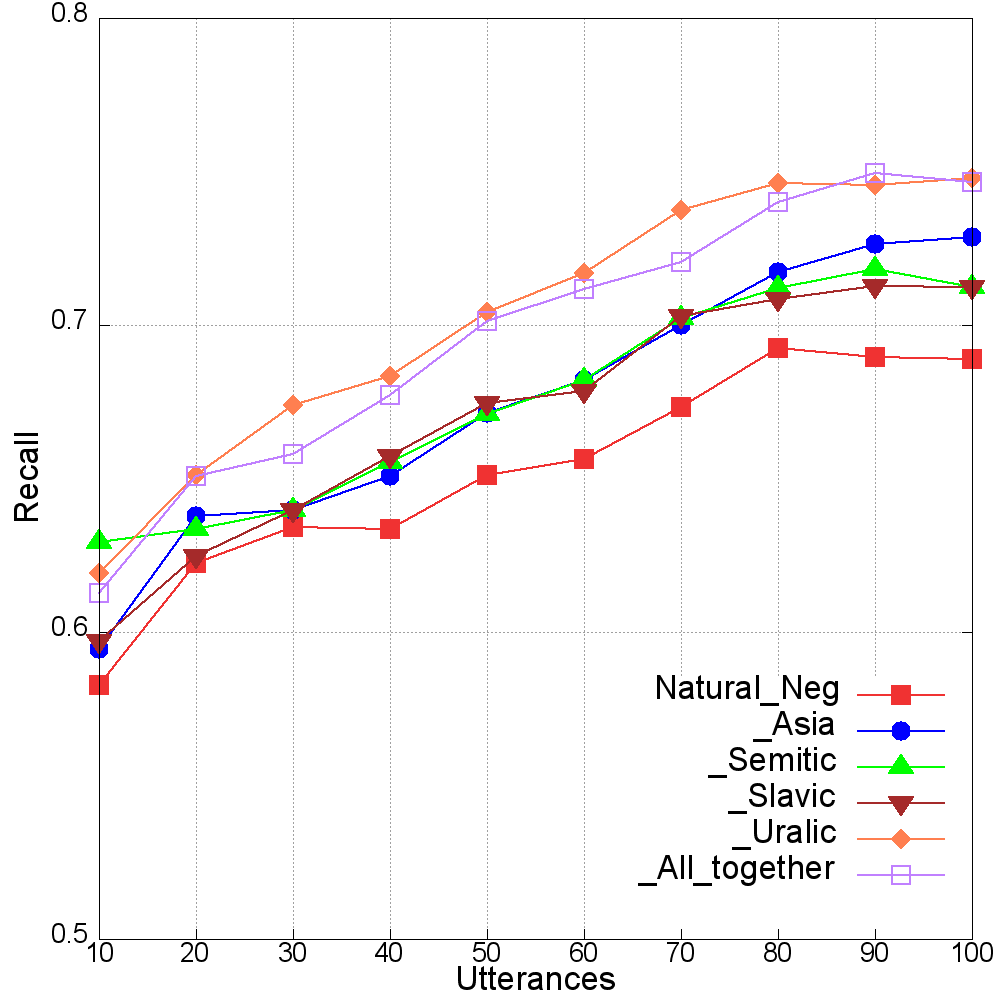 0.8
0.7
0.6
0.5
Recall
Natural_Neg
_Asia
_Semitic
_Slavic
_Uralic
_All_together
10 20 30 40 50 60 70 80 90 100
Utterances